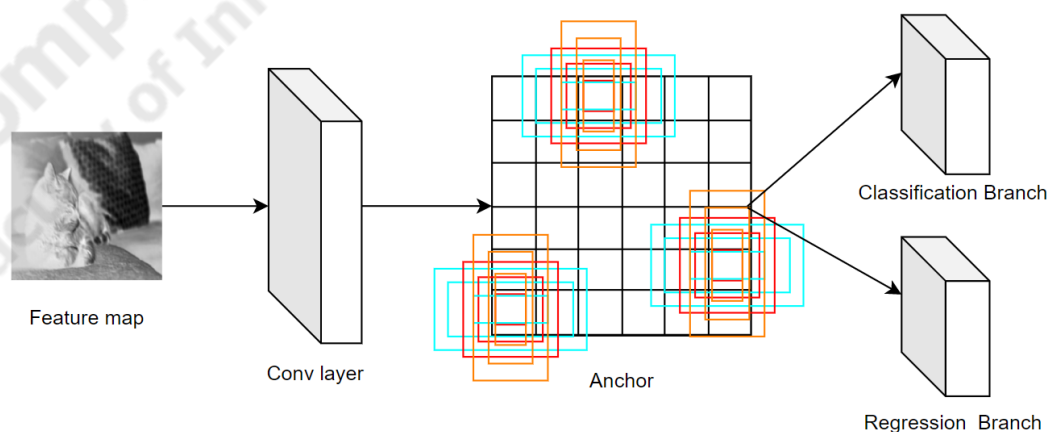 Feature map
Conv layer
Anchor
Classification Branch
Regression Branch